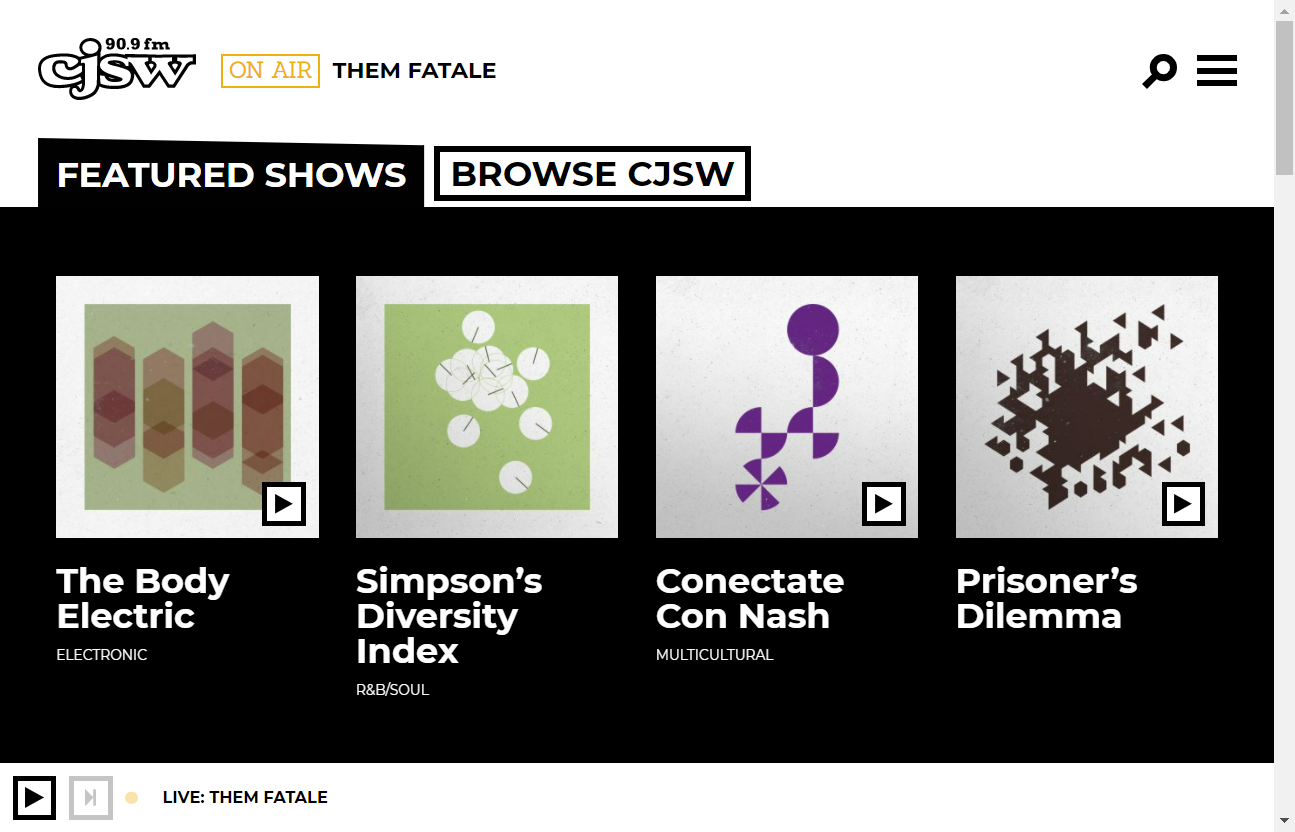 90.9 fm
cjsw
ON AIR
THEM FATALE
FEATURED SHOWS
BROWSE CJSW
The Body
Electric
ELECTRONIC
Simpson’s
Diversity
Index
R&B/SOUL
Conectate
Con Nash
MULTICULTURAL
Prisoner’s
Dilemma
LIVE: THEM FATALE